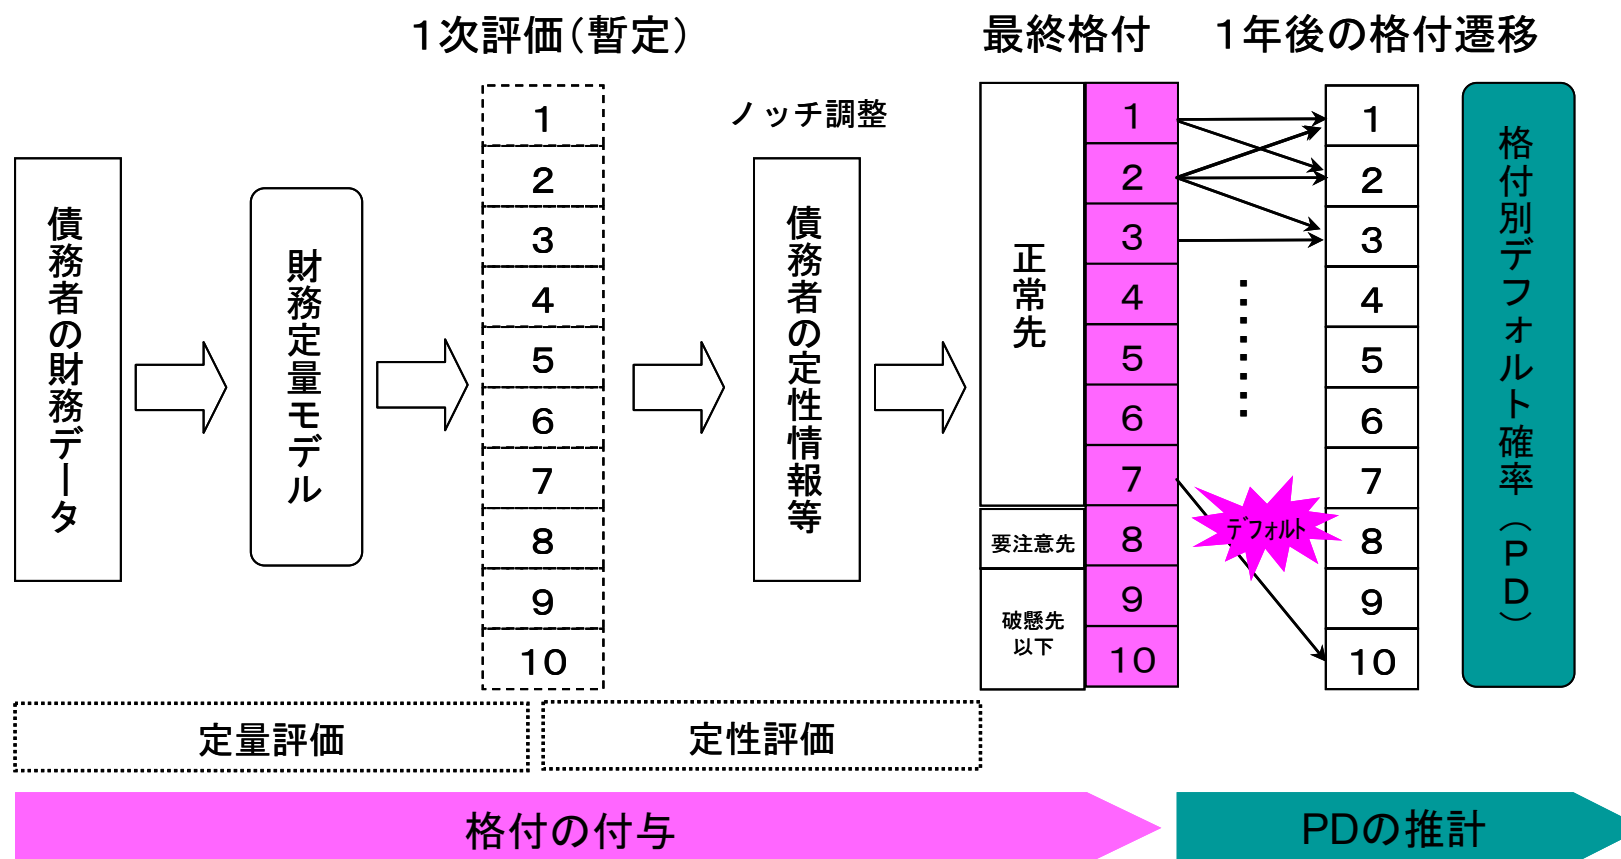 1次評価(暫定)
最終格付
1年後の格付遷移
ノッチ調整
債務者の財務データ
財務定量モデル
1
2
3
4
5
6
7
8
9
10
債務者の定性情報等
正常先
要注意先
破懸先
以下
1
2
3
4
5
6
7
8
9
10
デフォルト
1
2
3
4
5
6
7
8
9
10
格付別デフォルト確率(PD)
定量評価
定性評価
格付の付与
PDの推計